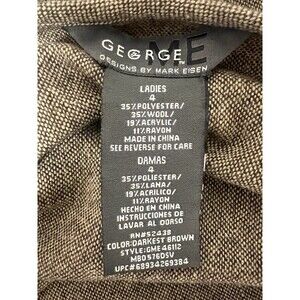 GEORGE™
ME
DESIGNS BY MARK EISEN
LADIES
4
35%POLYESTER/
35%WOOL/
19%ACRYLIC/
11%RAYON
MADE IN CHINA
SEE REVERSE FOR CARE
DAMAS
4
35%POLIESTER/
35%LANA/
19%ACRILICO/
11%RAYON
HECHO EN CHINA
INSTRUCCIONES DE
LAVAR AL DORSO
RN#52438
COLOR:DARKEST BROWN
STYLE:GME46112
MB0576DSV
UPC#68934269384